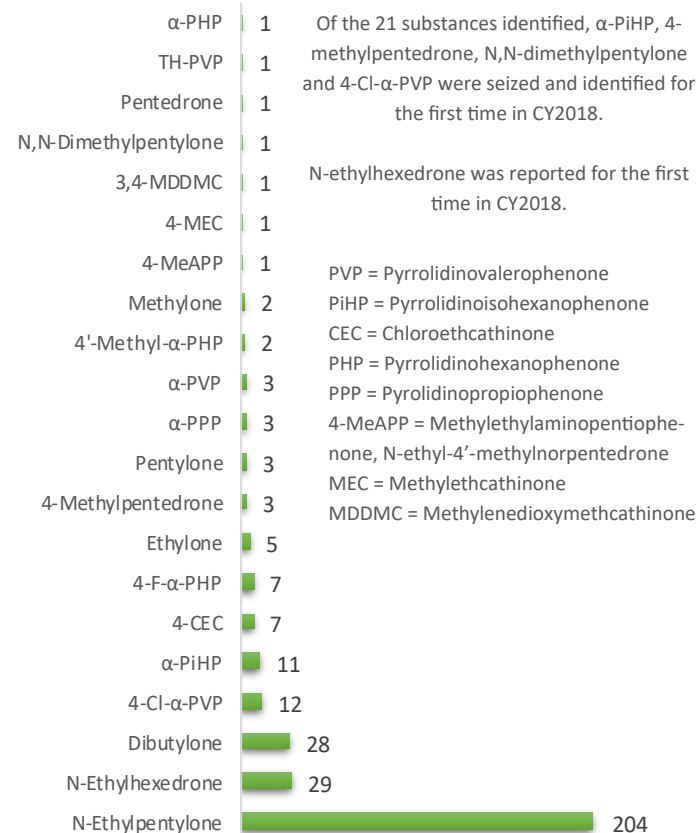 α-PHP 1
TH-PVP 1
Pentedrone 1
N,N-Dimethylpentylone 1
3,4-MDDMC 1
4-MEC 1
4-MeAPP 1
Methylone 2
4'-Methyl-α-PHP 2
α-PVP 3
α-PPP 3
Pentylone 3
4-Methylpentedrone 3
Ethylone 5
4-F-α-PHP 7
4-CEC 7
α-PiHP 11
4-Cl-α-PVP 12
Dibutylone 28
N-Ethylhexedrone 29
N-Ethylpentylone 204
Of the 21 substances identified, α-PiHP, 4-
methylpentedrone, N,N-dimethylpentylone
and 4-Cl-α-PVP were seized and identified for
the first time in CY2018.
N-ethylhexedrone was reported for the first
time in CY2018.
PVP = Pyrrolidinovalerophenone
PiHP = Pyrrolidinoisohexanophenone
CEC = Chloroethcathinone
PHP = Pyrrolidinohexanophenone
PPP = Pyrolidinopropiophenone
4-MeAPP = Methylethylaminopentiophe-
none, N-ethyl-4’-methylnorpentedrone
MEC = Methylethcathinone
MDDMC = Methylenedioxymethcathinone